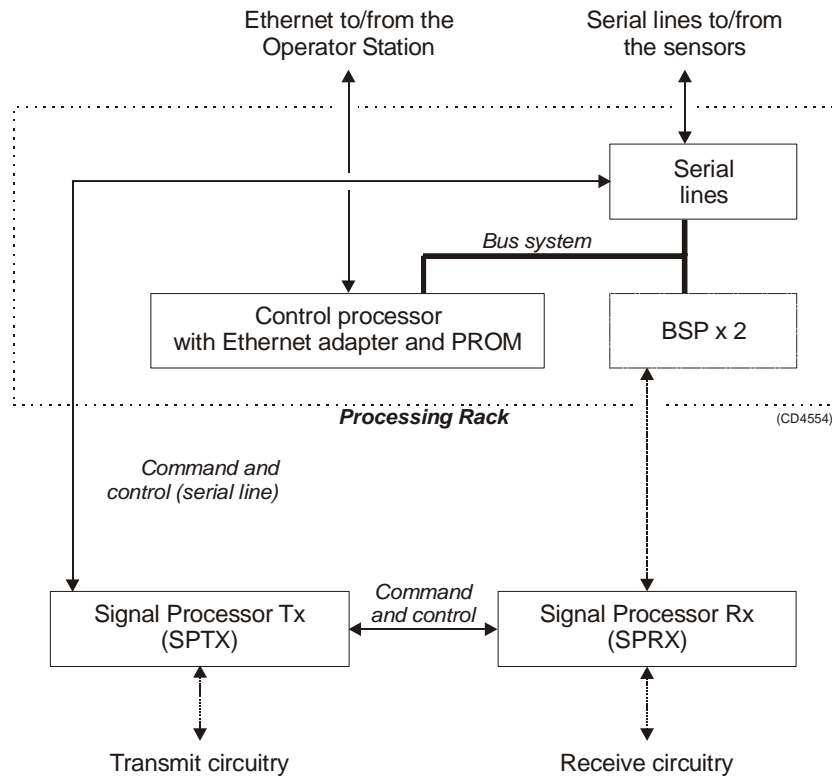 Ethernet to/from the
Operator Station
Serial lines to/from
the sensors
Serial
lines
Bus system
Control processor
with Ethernet adapter and PROM
BSP x 2
Processing Rack
(CD4554)
Command and
control (serial line)
Signal Processor Tx
(SPTX)
Command
and control
Signal Processor Rx
(SPRX)
Transmit circuitry
Receive circuitry